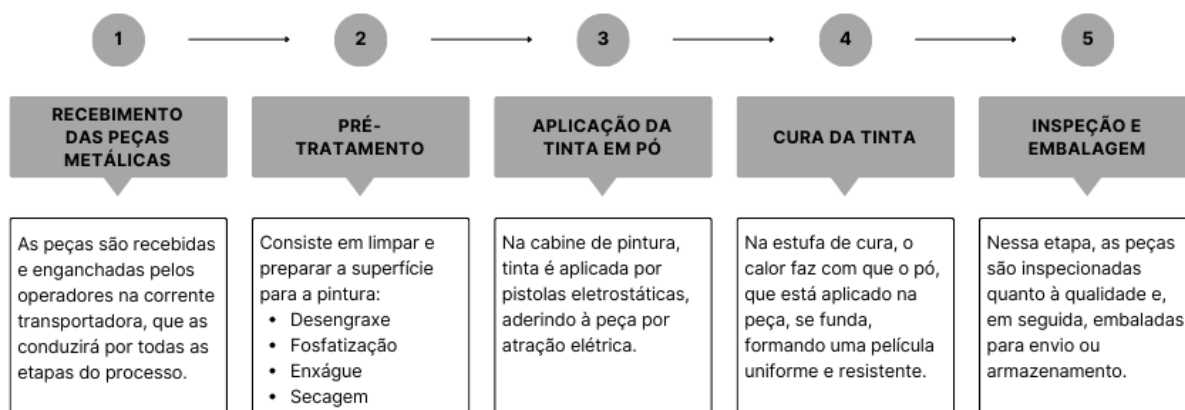 1
2
3
4
5
RECEBIMENTO
DAS PEÇAS
METÁLICAS
PRÉ-
TRATAMENTO
APLICAÇÃO DA
TINTA EM PÓ
CURA DA TINTA
INSPEÇÃO E
EMBALAGEM
As peças são recebidas
e enganchadas pelos
operadores na corrente
transportadora, que as
conduzirá por todas as
etapas do processo.
Consiste em limpar e
preparar a superfície
para a pintura:
• Desengraxe
• Fosfatização
• Enxágue
• Secagem
Na cabine de pintura,
tinta é aplicada por
pistolas eletrostáticas,
aderindo à peça por
atração elétrica.
Na estufa de cura, o
calor faz com que o pó,
que está aplicado na
peça, se funda,
formando uma película
uniforme e resistente.
Nessa etapa, as peças
são inspecionadas
quanto à qualidade e,
em seguida, embaladas
para envio ou
armazenamento.